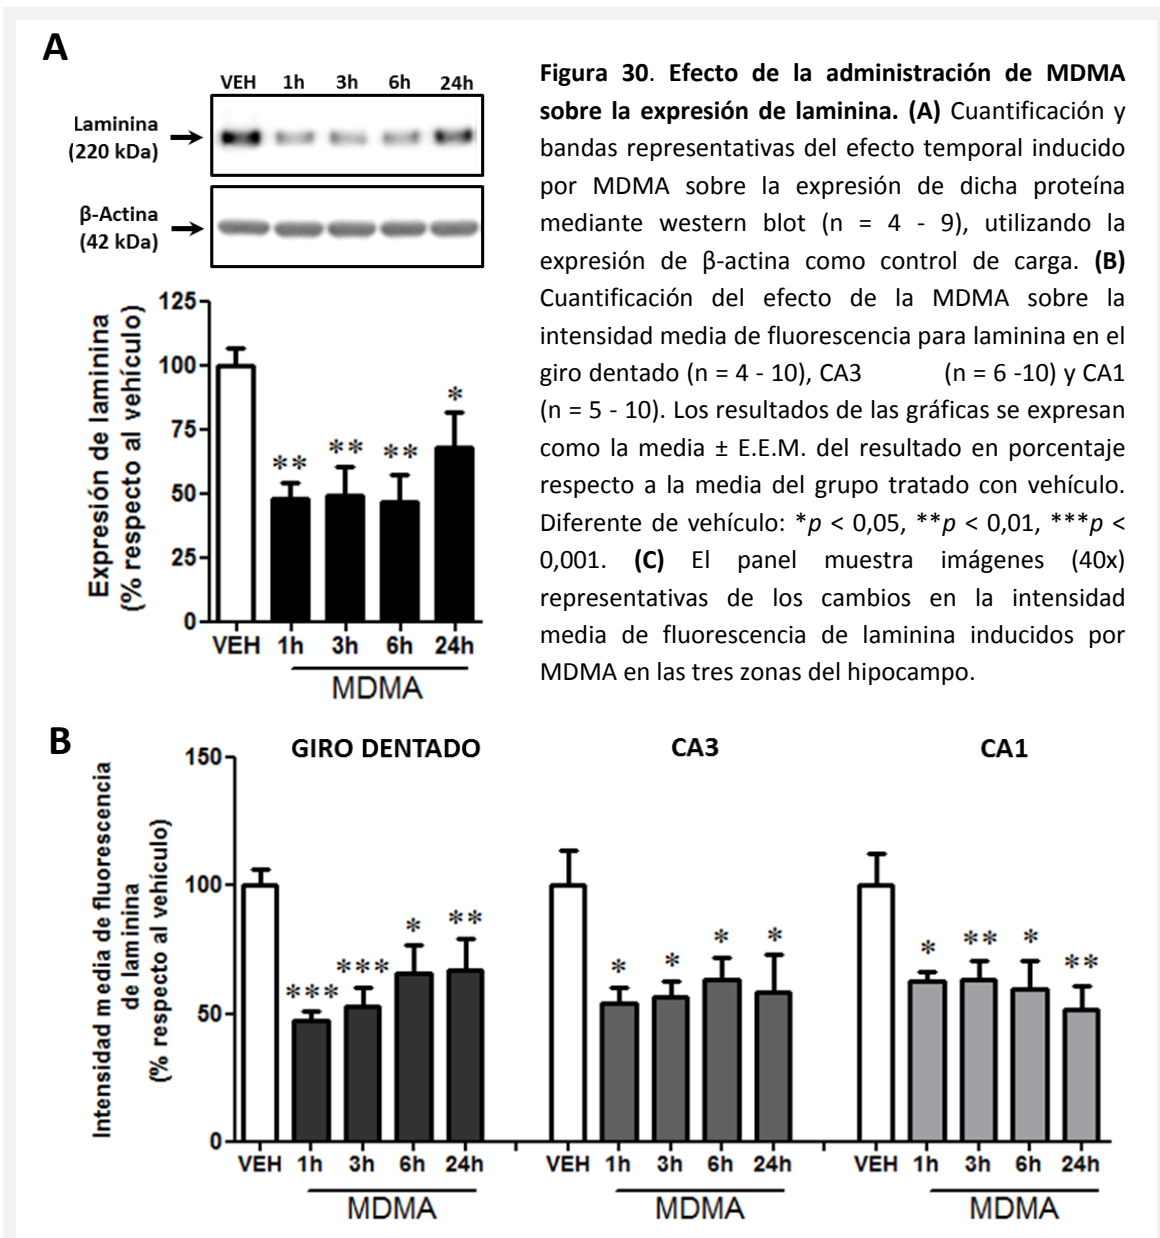 A
VEH 1h 3h 6h 24h
Laminina
(220 kDa)
β-Actina
(42 kDa)
Expresión de laminina
(% respecto al vehículo)
125
100
75
50
25
0
* *
* *
* *
*
VEH 1h 3h 6h 24h
MDMA
Figura 30. Efecto de la administración de MDMA
sobre la expresión de laminina. (A) Cuantificación y
bandas representativas del efecto temporal inducido
por MDMA sobre la expresión de dicha proteína
mediante western blot (n = 4 - 9), utilizando la
expresión de β-actina como control de carga. (B)
Cuantificación del efecto de la MDMA sobre la
intensidad media de fluorescencia para laminina en el
giro dentado (n = 4 - 10), CA3 (n = 6 -10) y CA1
(n = 5 - 10). Los resultados de las gráficas se expresan
como la media ± E.E.M. del resultado en porcentaje
respecto a la media del grupo tratado con vehículo.
Diferente de vehículo: *p < 0,05, **p < 0,01, ***p <
0,001. (C) El panel muestra imágenes (40x)
representativas de los cambios en la intensidad
media de fluorescencia de laminina inducidos por
MDMA en las tres zonas del hipocampo.
B
Intensidad media de fluorescencia
de laminina
(% respecto al vehículo)
150
100
50
0
GIRO DENTADO
* * *
* * *
*
* *
VEH 1h 3h 6h 24h
MDMA
CA3
*
*
*
*
VEH 1h 3h 6h 24h
MDMA
CA1
*
* *
*
* *
VEH 1h 3h 6h 24h
MDMA